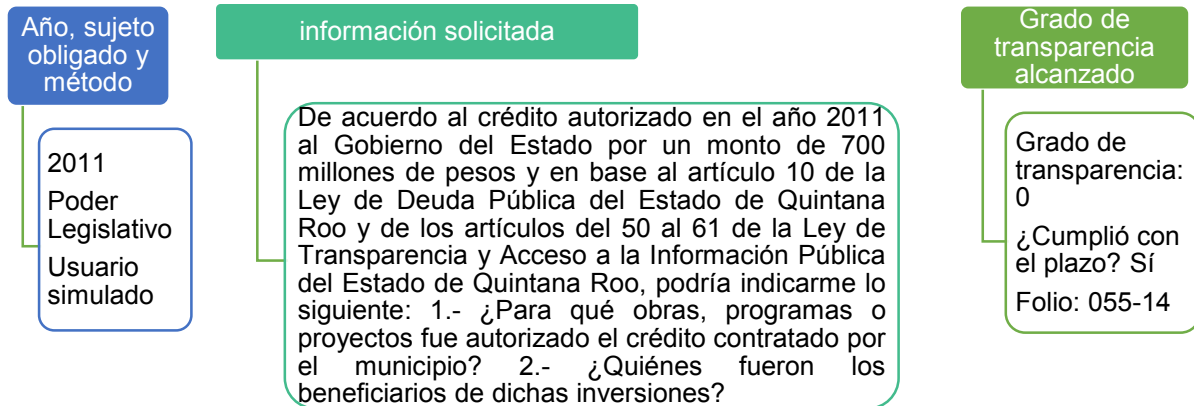 Año, sujeto
obligado y
método
2011
Poder
Legislativo
Usuario
simulado
información solicitada
De acuerdo al crédito autorizado en el año 2011
al Gobierno del Estado por un monto de 700
millones de pesos y en base al artículo 10 de la
Ley de Deuda Pública del Estado de Quintana
Roo y de los artículos del 50 al 61 de la Ley de
Transparencia y Acceso a la Información Pública
del Estado de Quintana Roo, podría indicarme lo
siguiente: 1.- ¿Para qué obras, programas o
proyectos fue autorizado el crédito contratado por
el municipio? 2.- ¿Quiénes fueron los
beneficiarios de dichas inversiones?
Grado de
transparencia
alcanzado
Grado de
transparencia:
0
¿Cumplió con
el plazo? Sí
Folio: 055-14